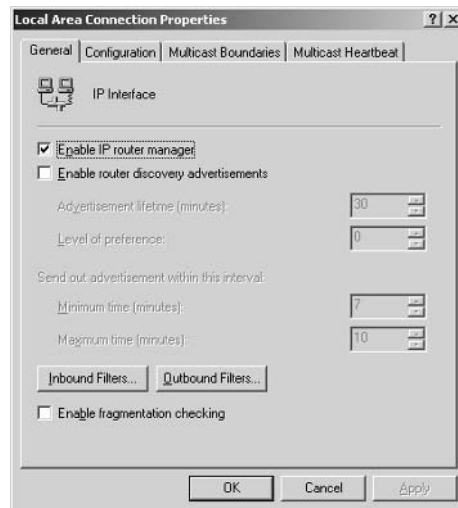 Local Area Connection Properties
General Configuration Multicast Boundaries Multicast Heartbeat
IP Interface
Enable IP router manager
Enable router discovery advertisements
Advertisement lifetime (minutes): 30
Level of preference: 0
Send out advertisement within this interval:
Minimum time (minutes): 7
Maximum time (minutes): 10
Inbound Filters... Outbound Filters...
Enable fragmentation checking
OK Cancel Apply